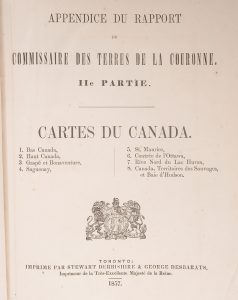 APPENDICE DU RAPPORT
DU
COMMISSAIRE DES TERRES DE LA COURONNE.
IIe PARTIE.
CARTES DU CANADA.
1. Bas Canada,
2. Haut Canada,
3. Gaspé et Bonaventure,
4. Saguenay,
5. St. Maurice,
6. Contrée de l'Ottawa,
7. Rive Nord du Lac Huron,
8. Canada, Territoires des Sauvages,
et Baie d'Hudson.
TORONTO:
IMPRIMÉ PAR STEWART DERBISHIRE & GEORGE DESBARATS,
Imprimeur de la Très-Excellente Majesté de la Reine.
1857.